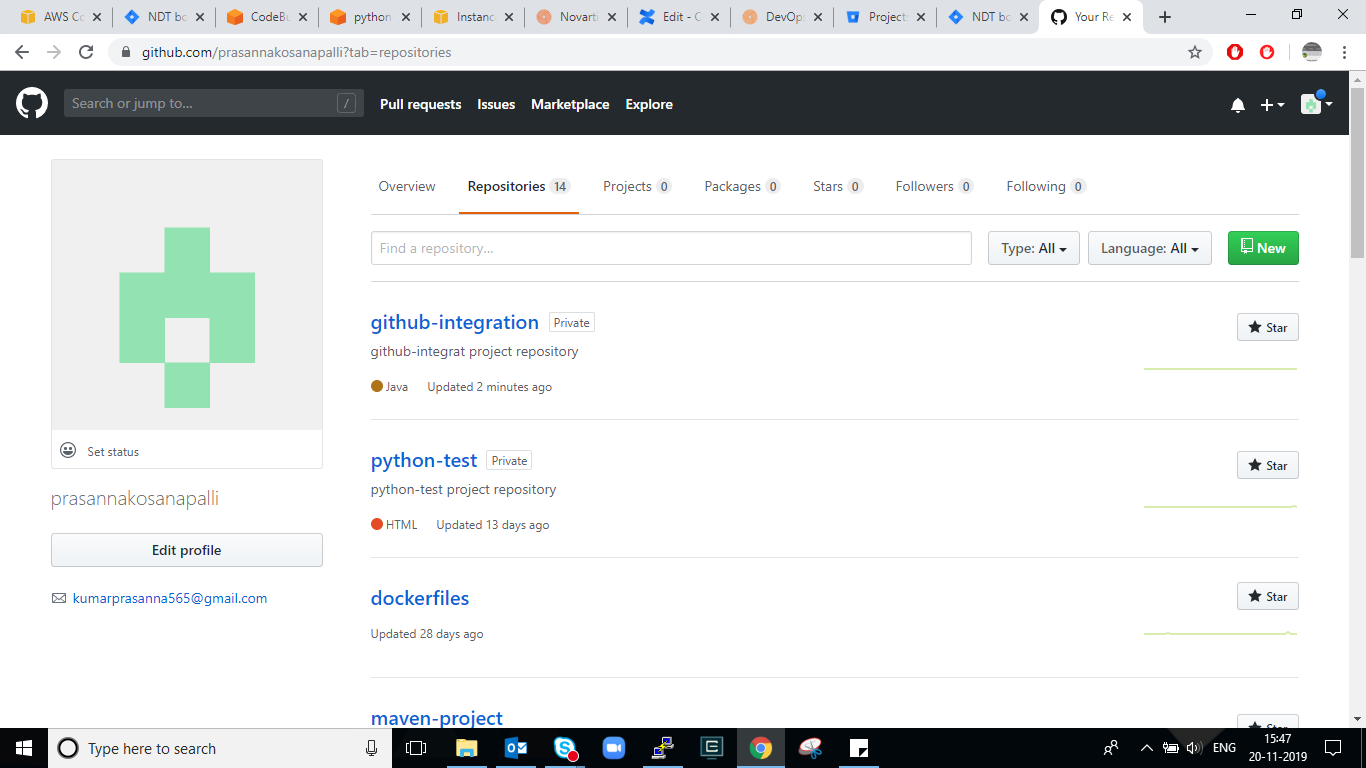 AWS Co
NDT bo
CodeBu
python
Instanc
Novarti
Edit - C
DevOp
Project
NDT bo
Your Re
github.com/prasannakosanapalli?tab=repositories
Search or jump to... /
Pull requests
Issues
Marketplace
Explore
Overview
Repositories 14
Projects 0
Packages 0
Stars 0
Followers 0
Following 0
Find a repository...
Type: All
Language: All
New
Set status
prasannakosanapalli
Edit profile
kumarprasanna565@gmail.com
github-integration Private
Star
github-integrat project repository
Java Updated 2 minutes ago
python-test Private
Star
python-test project repository
HTML Updated 13 days ago
dockerfiles
Star
Updated 28 days ago
maven-project
Star
Type here to search
ENG
15:47
20-11-2019